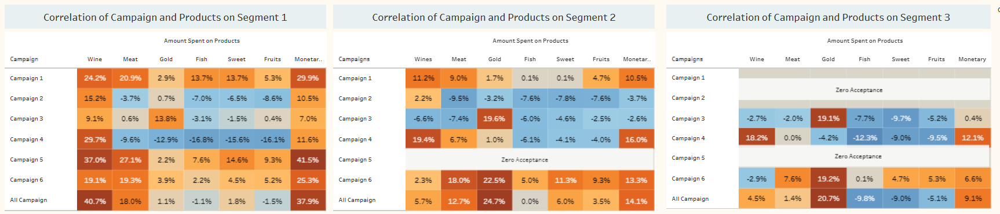 Correlation of Campaign and Products on Segment 1
Amount Spent on Products
Campaign Wine Meat Gold Fish Sweet Fruits Monetar..
Campaign 1 24.2% 20.9% 2.9% 13.7% 13.7% 5.3% 29.9%
Campaign 2 15.2% -3.7% 0.7% -7.0% -6.5% -8.6% 10.5%
Campaign 3 9.1% 0.6% 13.8% -3.1% -1.5% 0.4% 7.0%
Campaign 4 29.7% -9.6% -12.9% -16.8% -15.6% -16.1% 11.6%
Campaign 5 37.0% 27.1% 2.2% 7.6% 14.6% 9.3% 41.5%
Campaign 6 19.1% 19.3% 3.9% 2.2% 4.5% 5.2% 25.3%
All Campaign 40.7% 18.0% 1.1% -1.1% 1.8% -1.5% 37.9%
Correlation of Campaign and Products on Segment 2
Amount Spent on Products
Campaigns Wines Meat Gold Fish Sweet Fruits Monetar..
Campaign 1 11.2% 9.0% 1.7% 0.1% 0.1% 4.7% 10.5%
Campaign 2 2.2% -9.5% -3.2% -7.6% -7.8% -7.6% -3.7%
Campaign 3 -6.6% -7.4% 19.6% -6.0% -4.6% -2.5% -2.6%
Campaign 4 19.4% 6.7% 1.0% -6.1% -4.1% -4.0% 16.0%
Campaign 5 Zero Acceptance
Campaign 6 2.3% 18.0% 22.5% 5.0% 11.3% 9.3% 13.3%
All Campaign 5.7% 12.7% 24.7% 0.0% 6.0% 3.5% 14.1%
Correlation of Campaign and Products on Segment 3
Amount Spent on Products
Campaigns Wine Meat Gold Fish Sweet Fruits Monetary
Campaign 1
Zero Acceptance
Campaign 2
Campaign 3 -2.7% -2.0% 19.1% -7.7% -9.7% -5.2% 0.4%
Campaign 4 18.2% 0.0% -4.2% -12.3% -9.0% -9.5% 12.1%
Campaign 5 Zero Acceptance
Campaign 6 -2.9% 7.6% 19.2% 0.1% 4.7% 5.3% 6.6%
All Campaign 4.5% 1.4% 20.7% -9.8% -9.0% -5.1% 9.1%